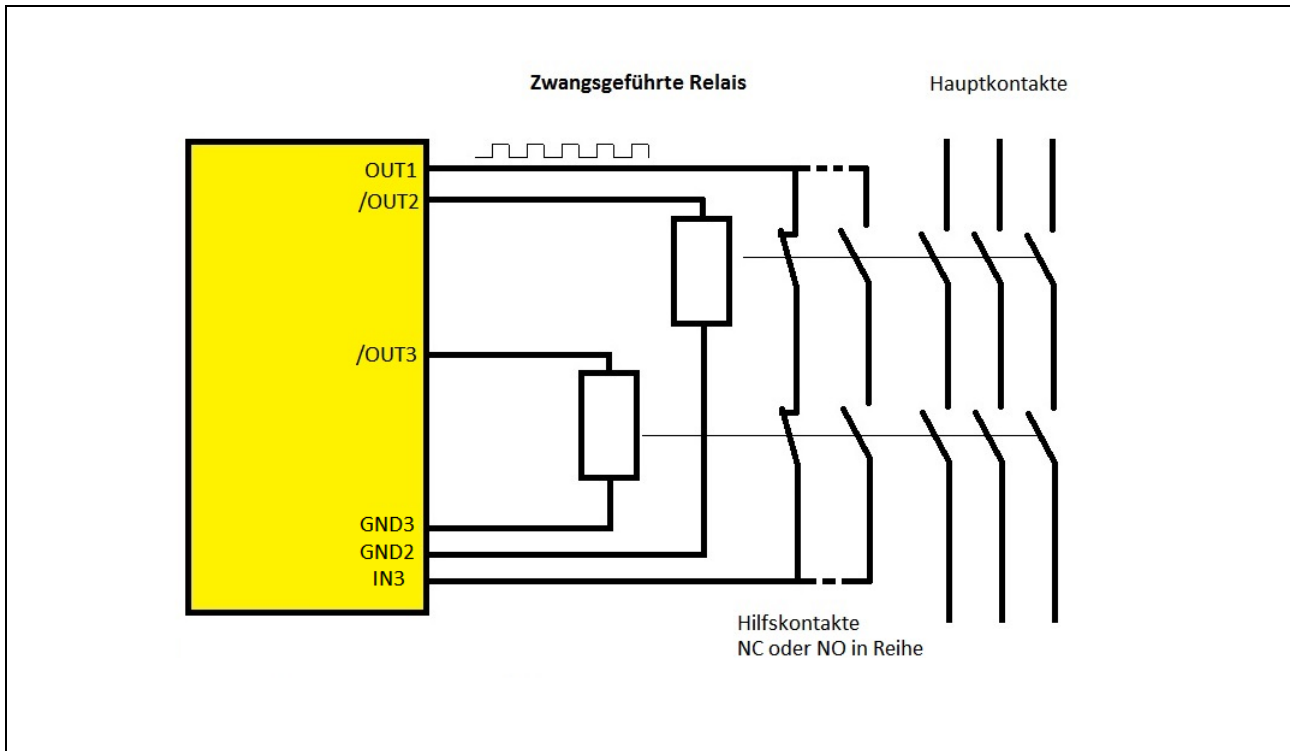 Zwangsgeführte Relais
Hauptkontakte
OUT1
/OUT2
/OUT3
GND3
GND2
IN3
Hilfskontakte
NC oder NO in Reihe